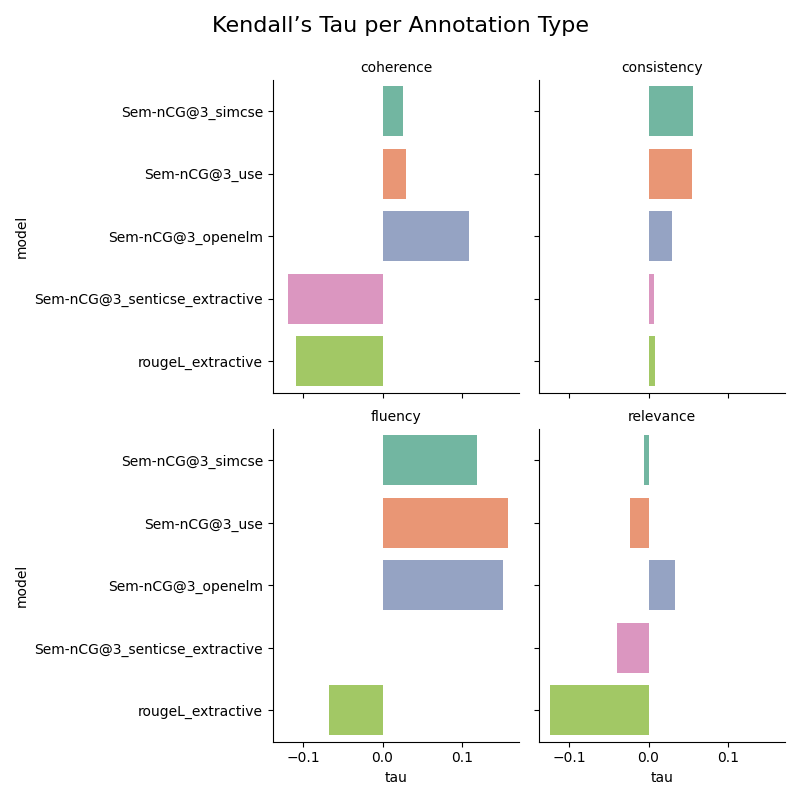 Kendall’s Tau per Annotation Type
coherence
consistency
model
Sem-nCG@3_simcse
Sem-nCG@3_use
Sem-nCG@3_openelm
Sem-nCG@3_senticse_extractive
rougeL_extractive
fluency
relevance
model
Sem-nCG@3_simcse
Sem-nCG@3_use
Sem-nCG@3_openelm
Sem-nCG@3_senticse_extractive
rougeL_extractive
−0.1 0.0 0.1
−0.1 0.0 0.1
tau
tau